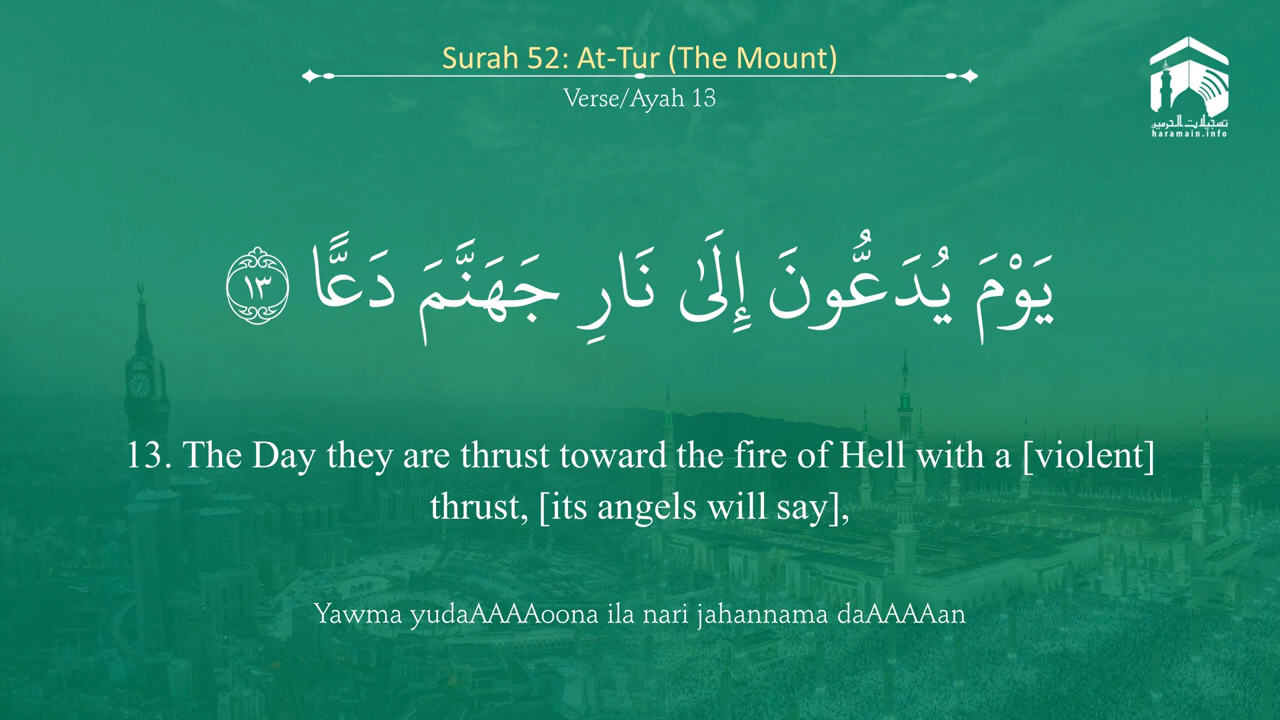 Surah 52: At-Tur (The Mount)
Verse/Ayah 13
تسجيلات الحرمين
haramain.info
يَوْمَ يُدَعُّونَ إِلَىٰ نَارِ جَهَنَّمَ دَعًّا ١٣
13. The Day they are thrust toward the fire of Hell with a [violent]
thrust, [its angels will say],
Yawma yudaAAAAoona ila nari jahannama daAAAAan